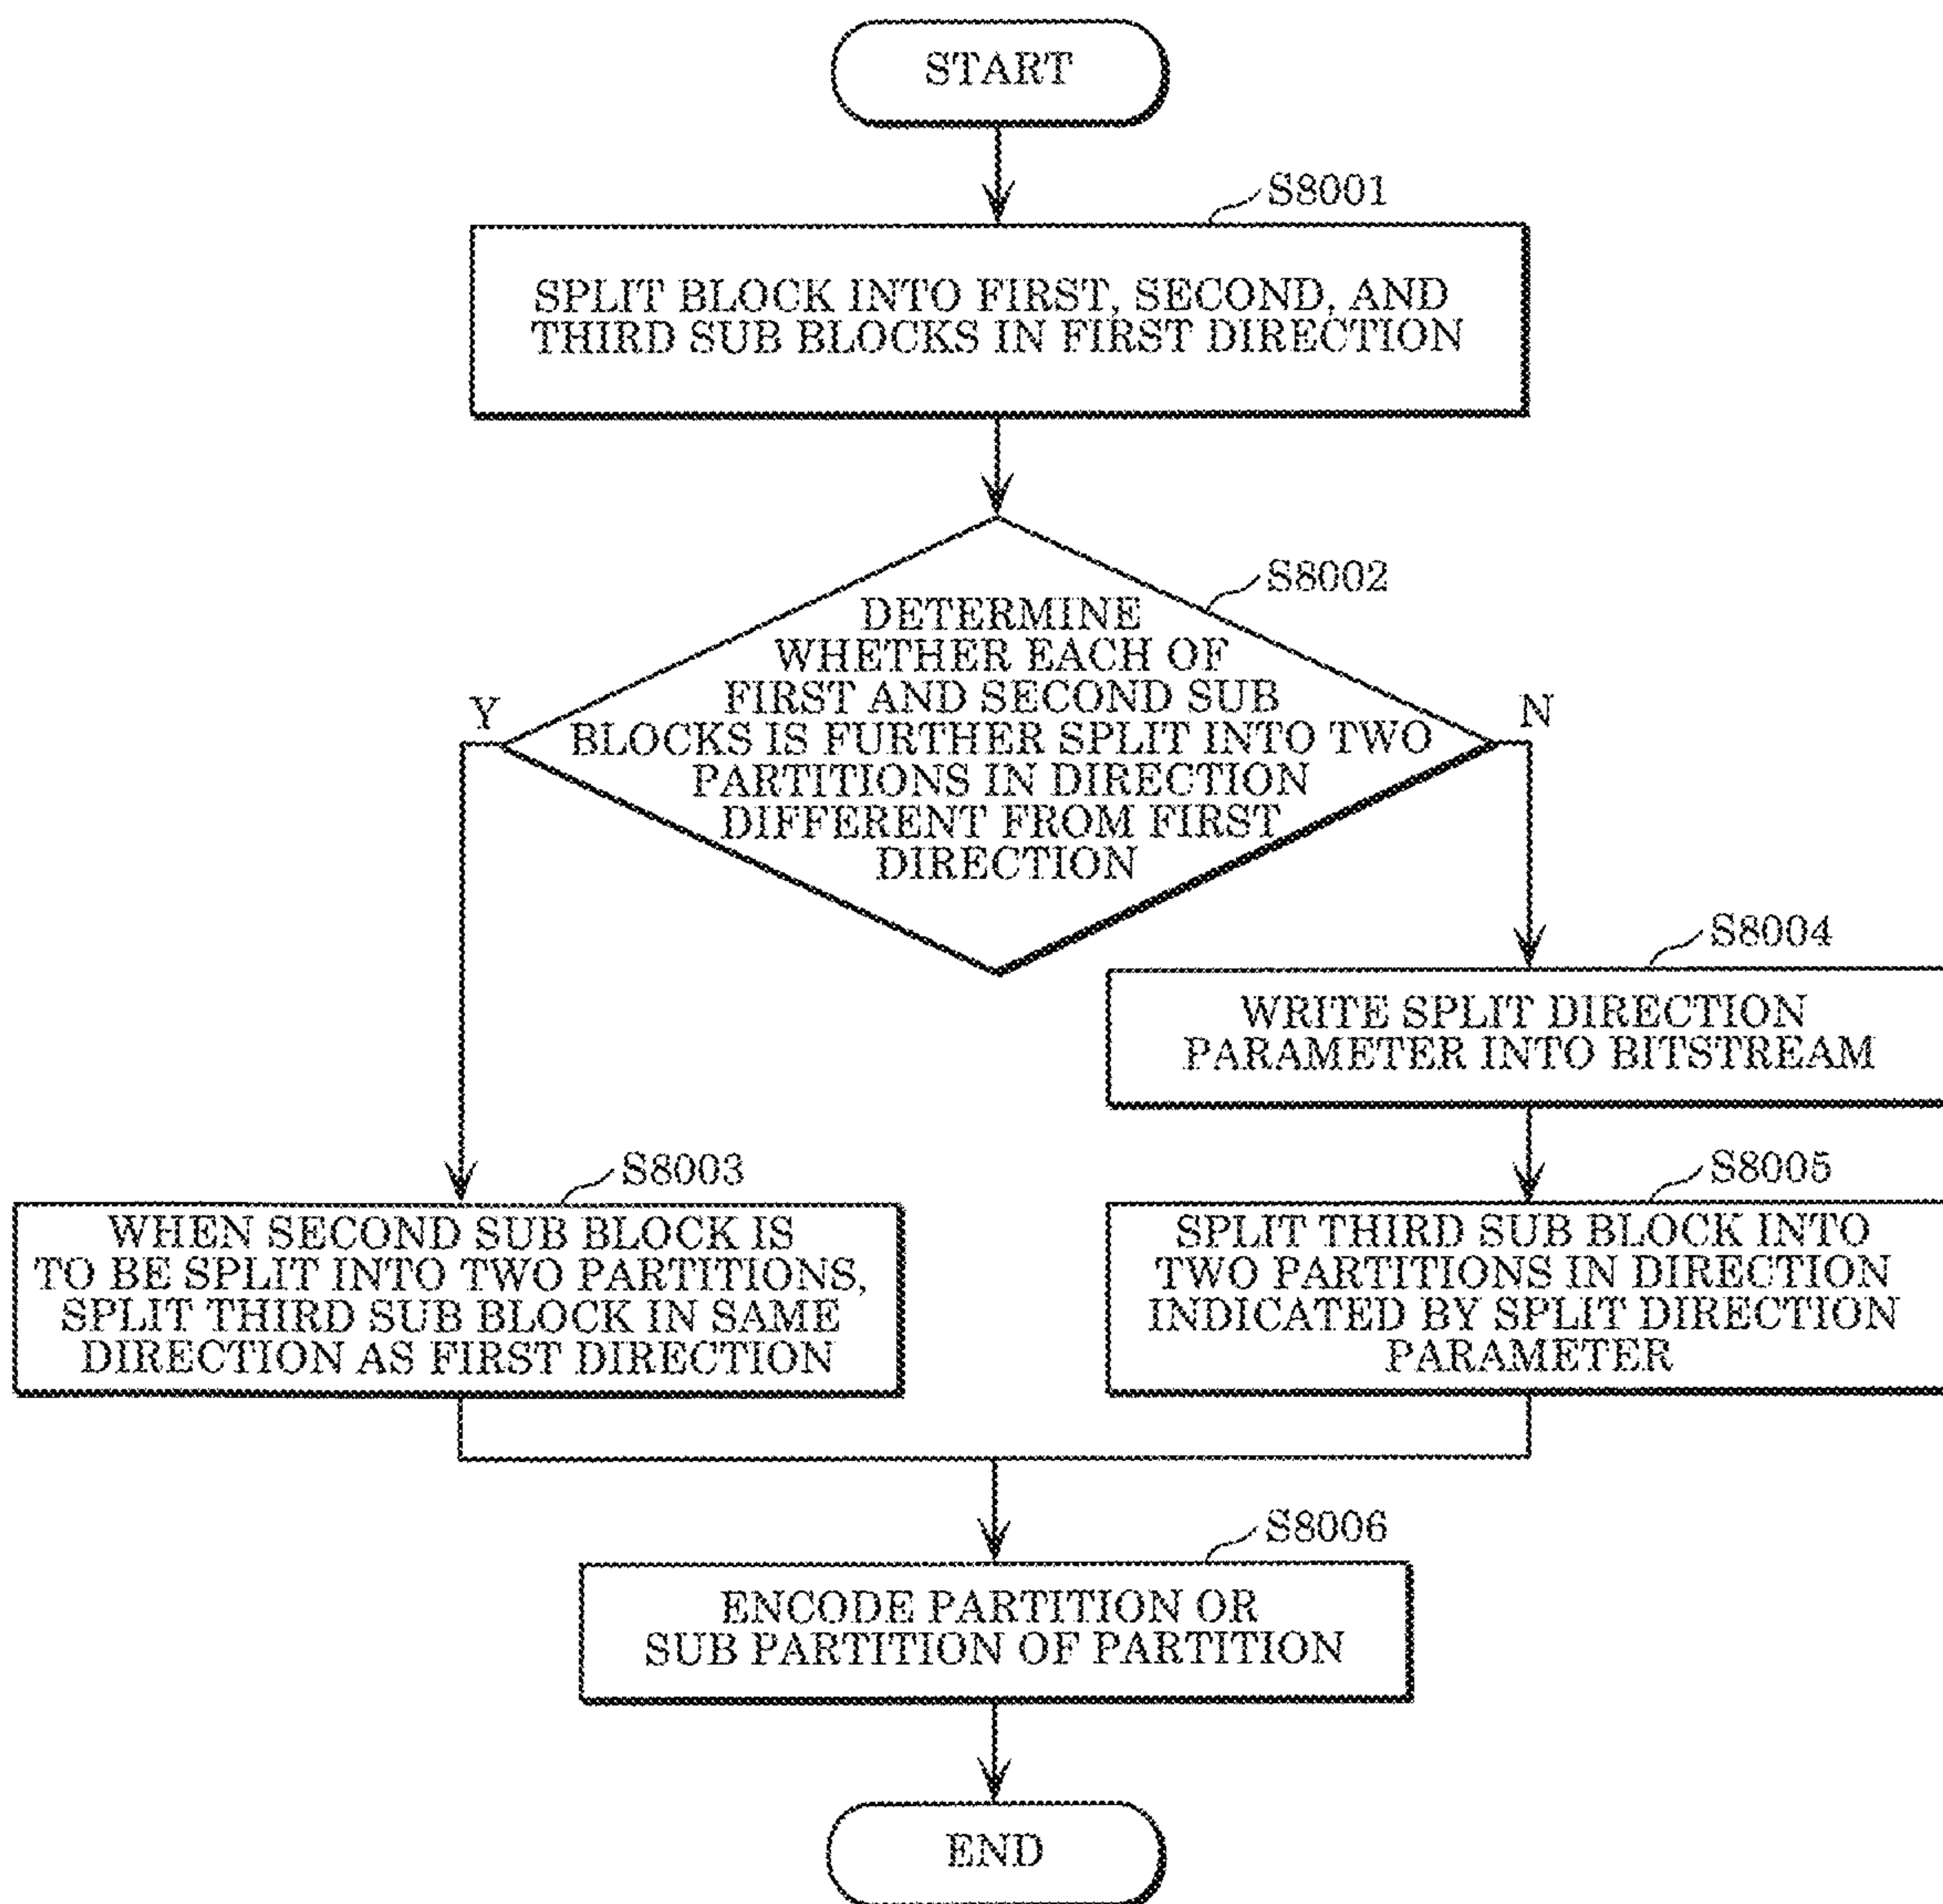 START
S8001
SPLIT BLOCK INTO FIRST, SECOND, AND
THIRD SUB BLOCKS IN FIRST DIRECTION
S8002
DETERMINE
WHETHER EACH OF
FIRST AND SECOND SUB
BLOCKS IS FURTHER SPLIT INTO TWO
PARTITIONS IN DIRECTION
DIFFERENT FROM FIRST
DIRECTION
Y
N
S8004
WRITE SPLIT DIRECTION
PARAMETER INTO BITSTREAM
S8003
WHEN SECOND SUB BLOCK IS
TO BE SPLIT INTO TWO PARTITIONS,
SPLIT THIRD SUB BLOCK IN SAME
DIRECTION AS FIRST DIRECTION
S8005
SPLIT THIRD SUB BLOCK INTO
TWO PARTITIONS IN DIRECTION
INDICATED BY SPLIT DIRECTION
PARAMETER
S8006
ENCODE PARTITION OR
SUB PARTITION OF PARTITION
END